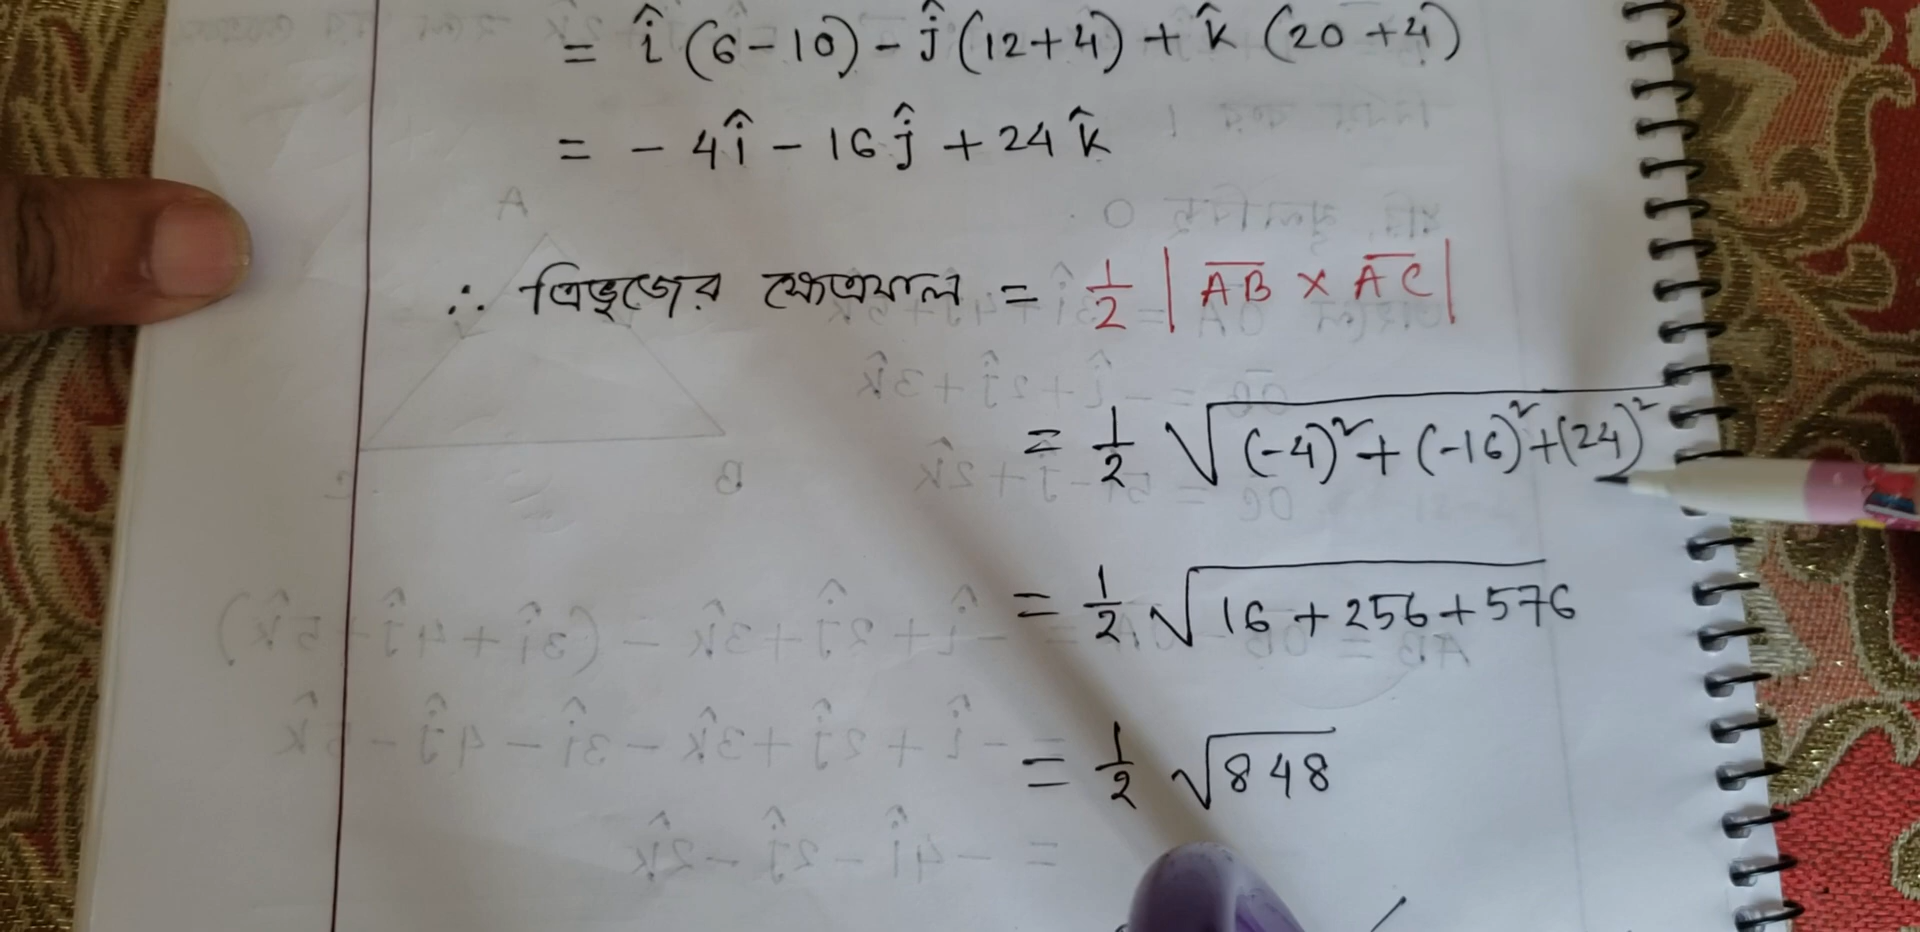 = î (6-10) - ĵ (12+4) + k̂ (20+4)
= - 4î - 16ĵ + 24k̂
∴ ত্রিভুজের ক্ষেত্রফল = 1/2 | AB × AC |
= 1/2 √(-4)² + (-16)² + (24)²
= 1/2 √16 + 256 + 576
= 1/2 √848